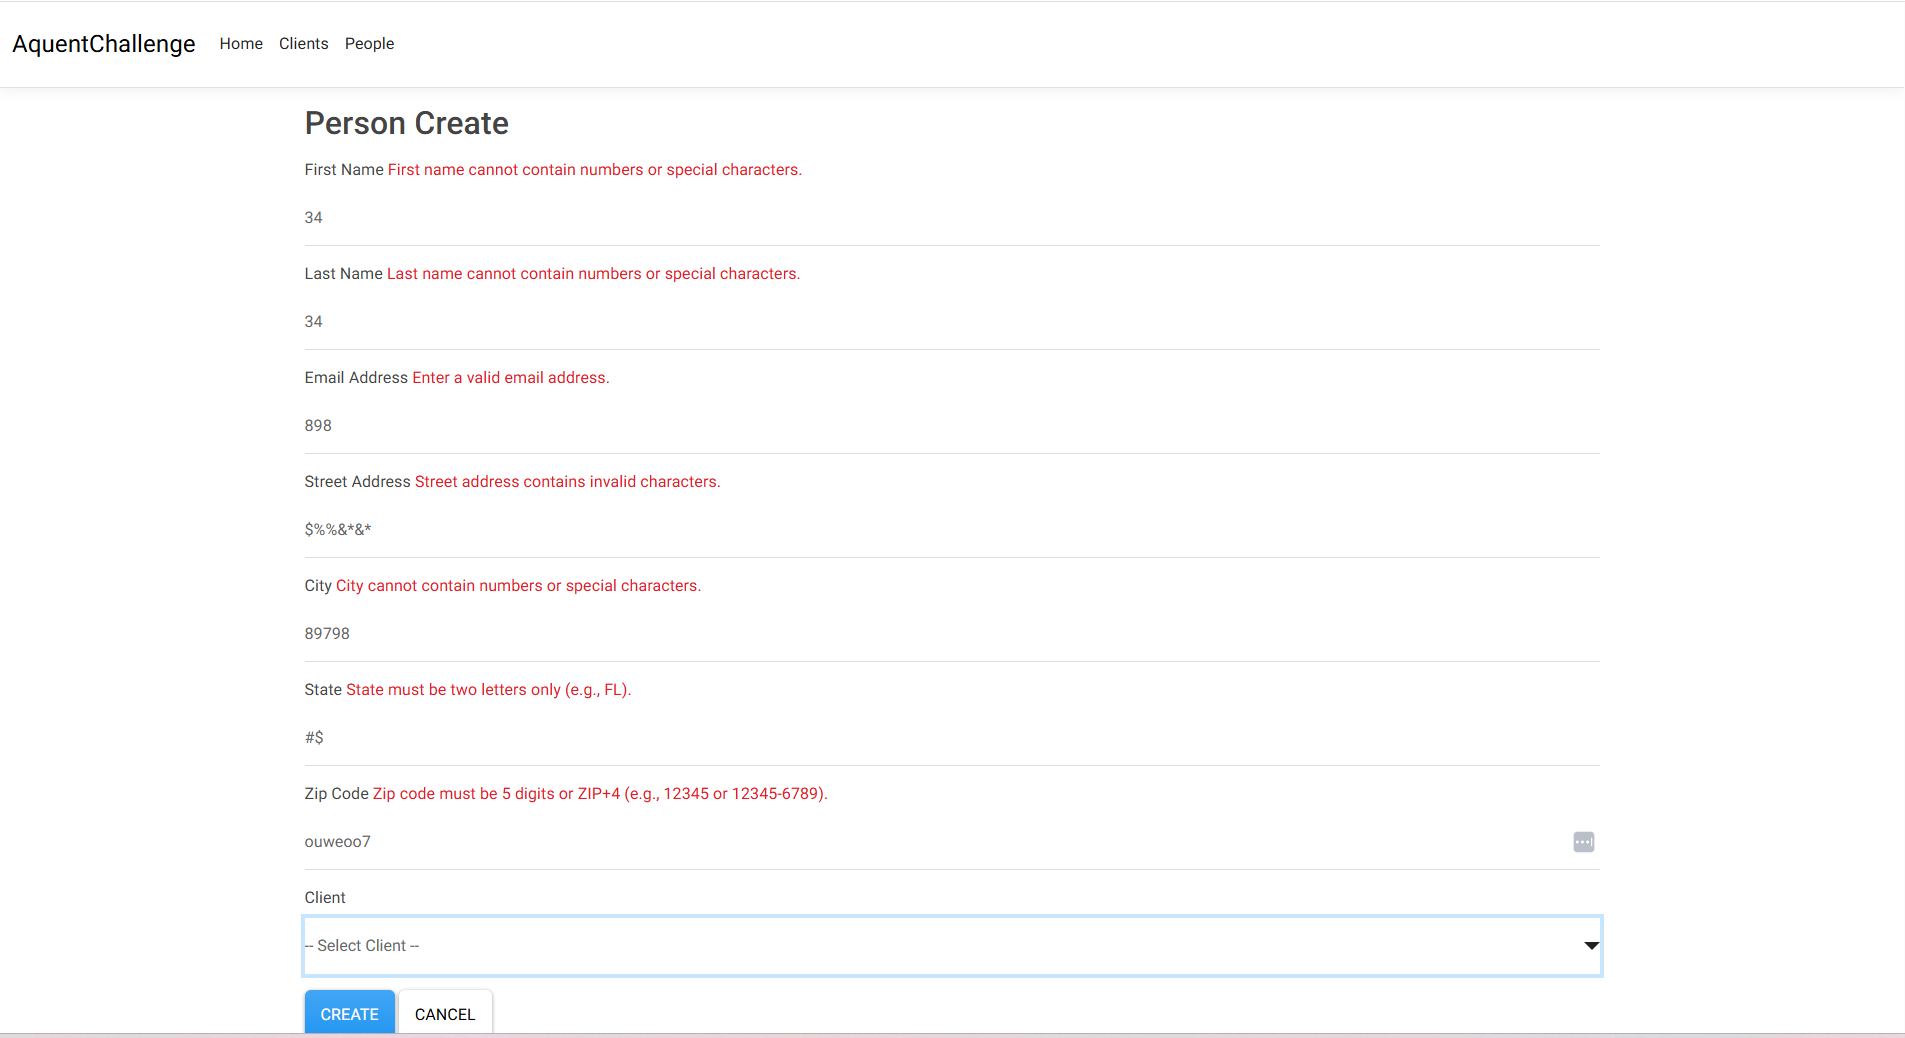 AquentChallenge Home Clients People
Person Create
First Name First name cannot contain numbers or special characters.
34
Last Name Last name cannot contain numbers or special characters.
34
Email Address Enter a valid email address.
898
Street Address Street address contains invalid characters.
$%%&*&*
City City cannot contain numbers or special characters.
89798
State State must be two letters only (e.g., FL).
#$
Zip Code Zip code must be 5 digits or ZIP+4 (e.g., 12345 or 12345-6789).
ouweoo7
Client
-- Select Client --
CREATE CANCEL